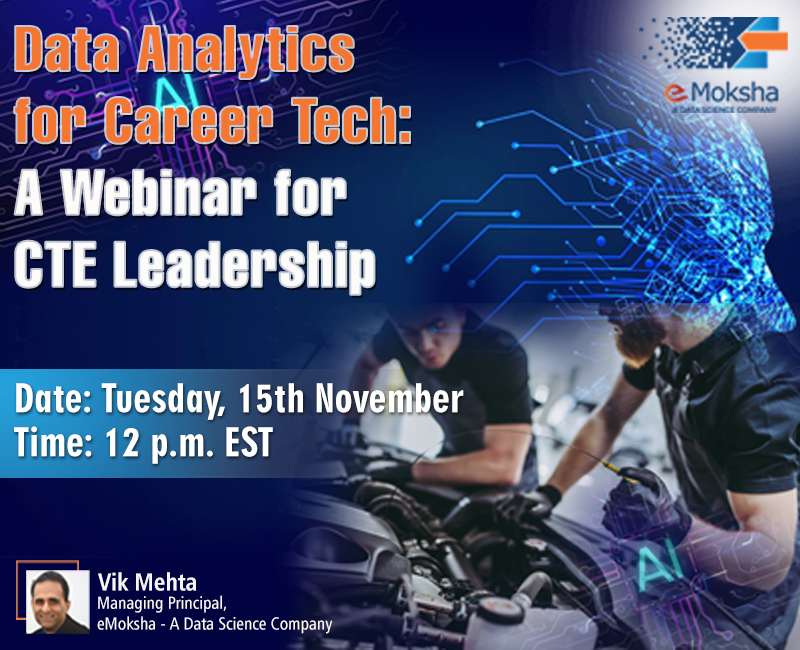 Data Analytics
for Career Tech:
A Webinar for
CTE Leadership
AI
eMoksha
A DATA SCIENCE COMPANY
Date: Tuesday, 15th November
Time: 12 p.m. EST
AI
Vik Mehta
Managing Principal,
eMoksha - A Data Science Company